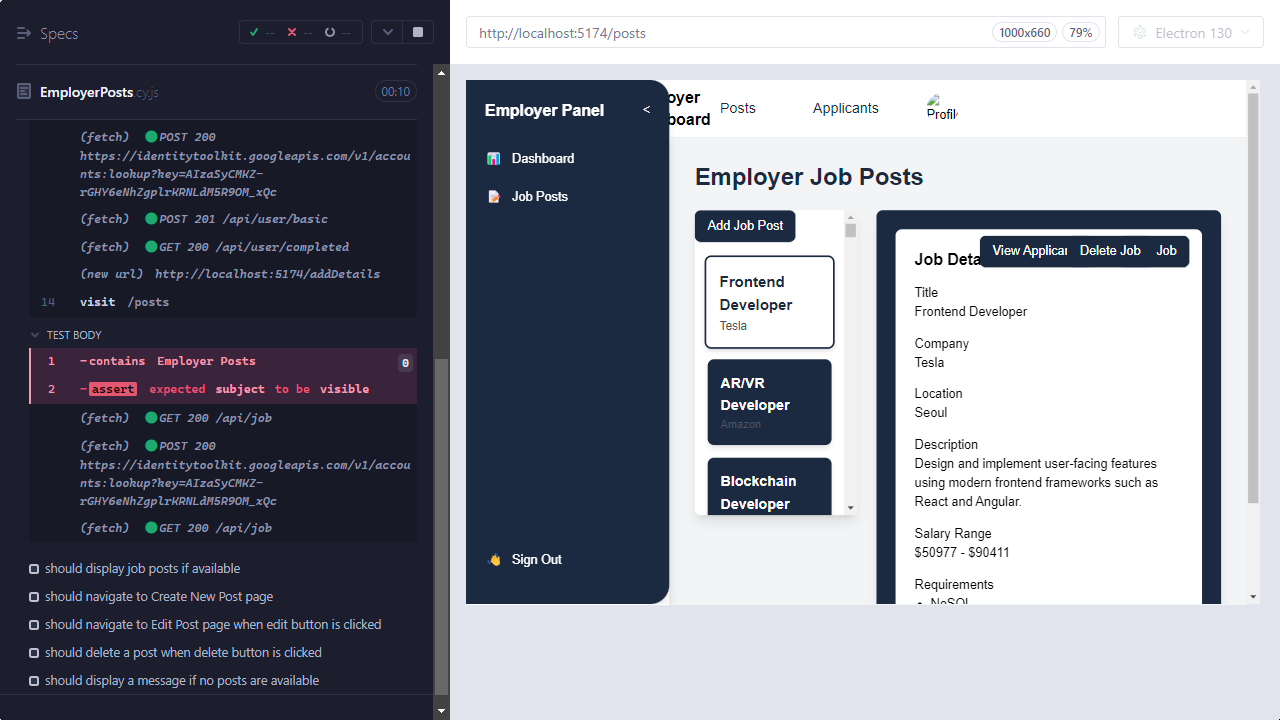 Specs
--
--
--
EmployerPosts.cy.js
00:10
(fetch) POST 200
https://identitytoolkit.googleapis.com/v1/accou
nts:lookup?key=AIzaSyCMKZ-
rGHY6eNhZgplrKRNLdM5R9OM_xQc
(fetch) POST 201 /api/user/basic
(fetch) GET 200 /api/user/completed
(new url) http://localhost:5174/addDetails
14 visit /posts
TEST BODY
1 -contains Employer Posts 0
2 -assert expected subject to be visible
(fetch) GET 200 /api/job
(fetch) POST 200
https://identitytoolkit.googleapis.com/v1/accou
nts:lookup?key=AIzaSyCMKZ-
rGHY6eNhZgplrKRNLdM5R9OM_xQc
(fetch) GET 200 /api/job
should display job posts if available
should navigate to Create New Post page
should navigate to Edit Post page when edit button is clicked
should delete a post when delete button is clicked
should display a message if no posts are available
http://localhost:5174/posts
1000x660
79%
Electron 130
Employer Panel
<
Dashboard
Job Posts
Sign Out
oyer
board
Posts
Applicants
Profile
Employer Job Posts
Add Job Post
Frontend
Developer
Tesla
AR/VR
Developer
Amazon
Blockchain
Developer
Job Deta
View Applican
Delete Job
Job
Title
Frontend Developer
Company
Tesla
Location
Seoul
Description
Design and implement user-facing features
using modern frontend frameworks such as
React and Angular.
Salary Range
$50977 - $90411
Requirements
NoSQL